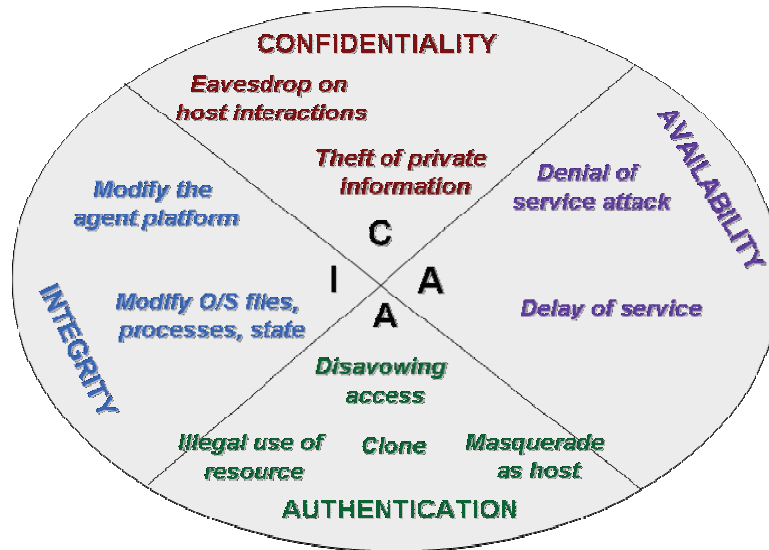 CONFIDENTIALITY
Eavesdrop on
host interactions
Theft of private
information
C
AVAILABILITY
Denial of
service attack
Delay of service
A
INTEGRITY
Modify the
agent platform
Modify O/S files,
processes, state
I
A
Disavowing
access
Illegal use of
resource
Clone
Masquerade
as host
AUTHENTICATION